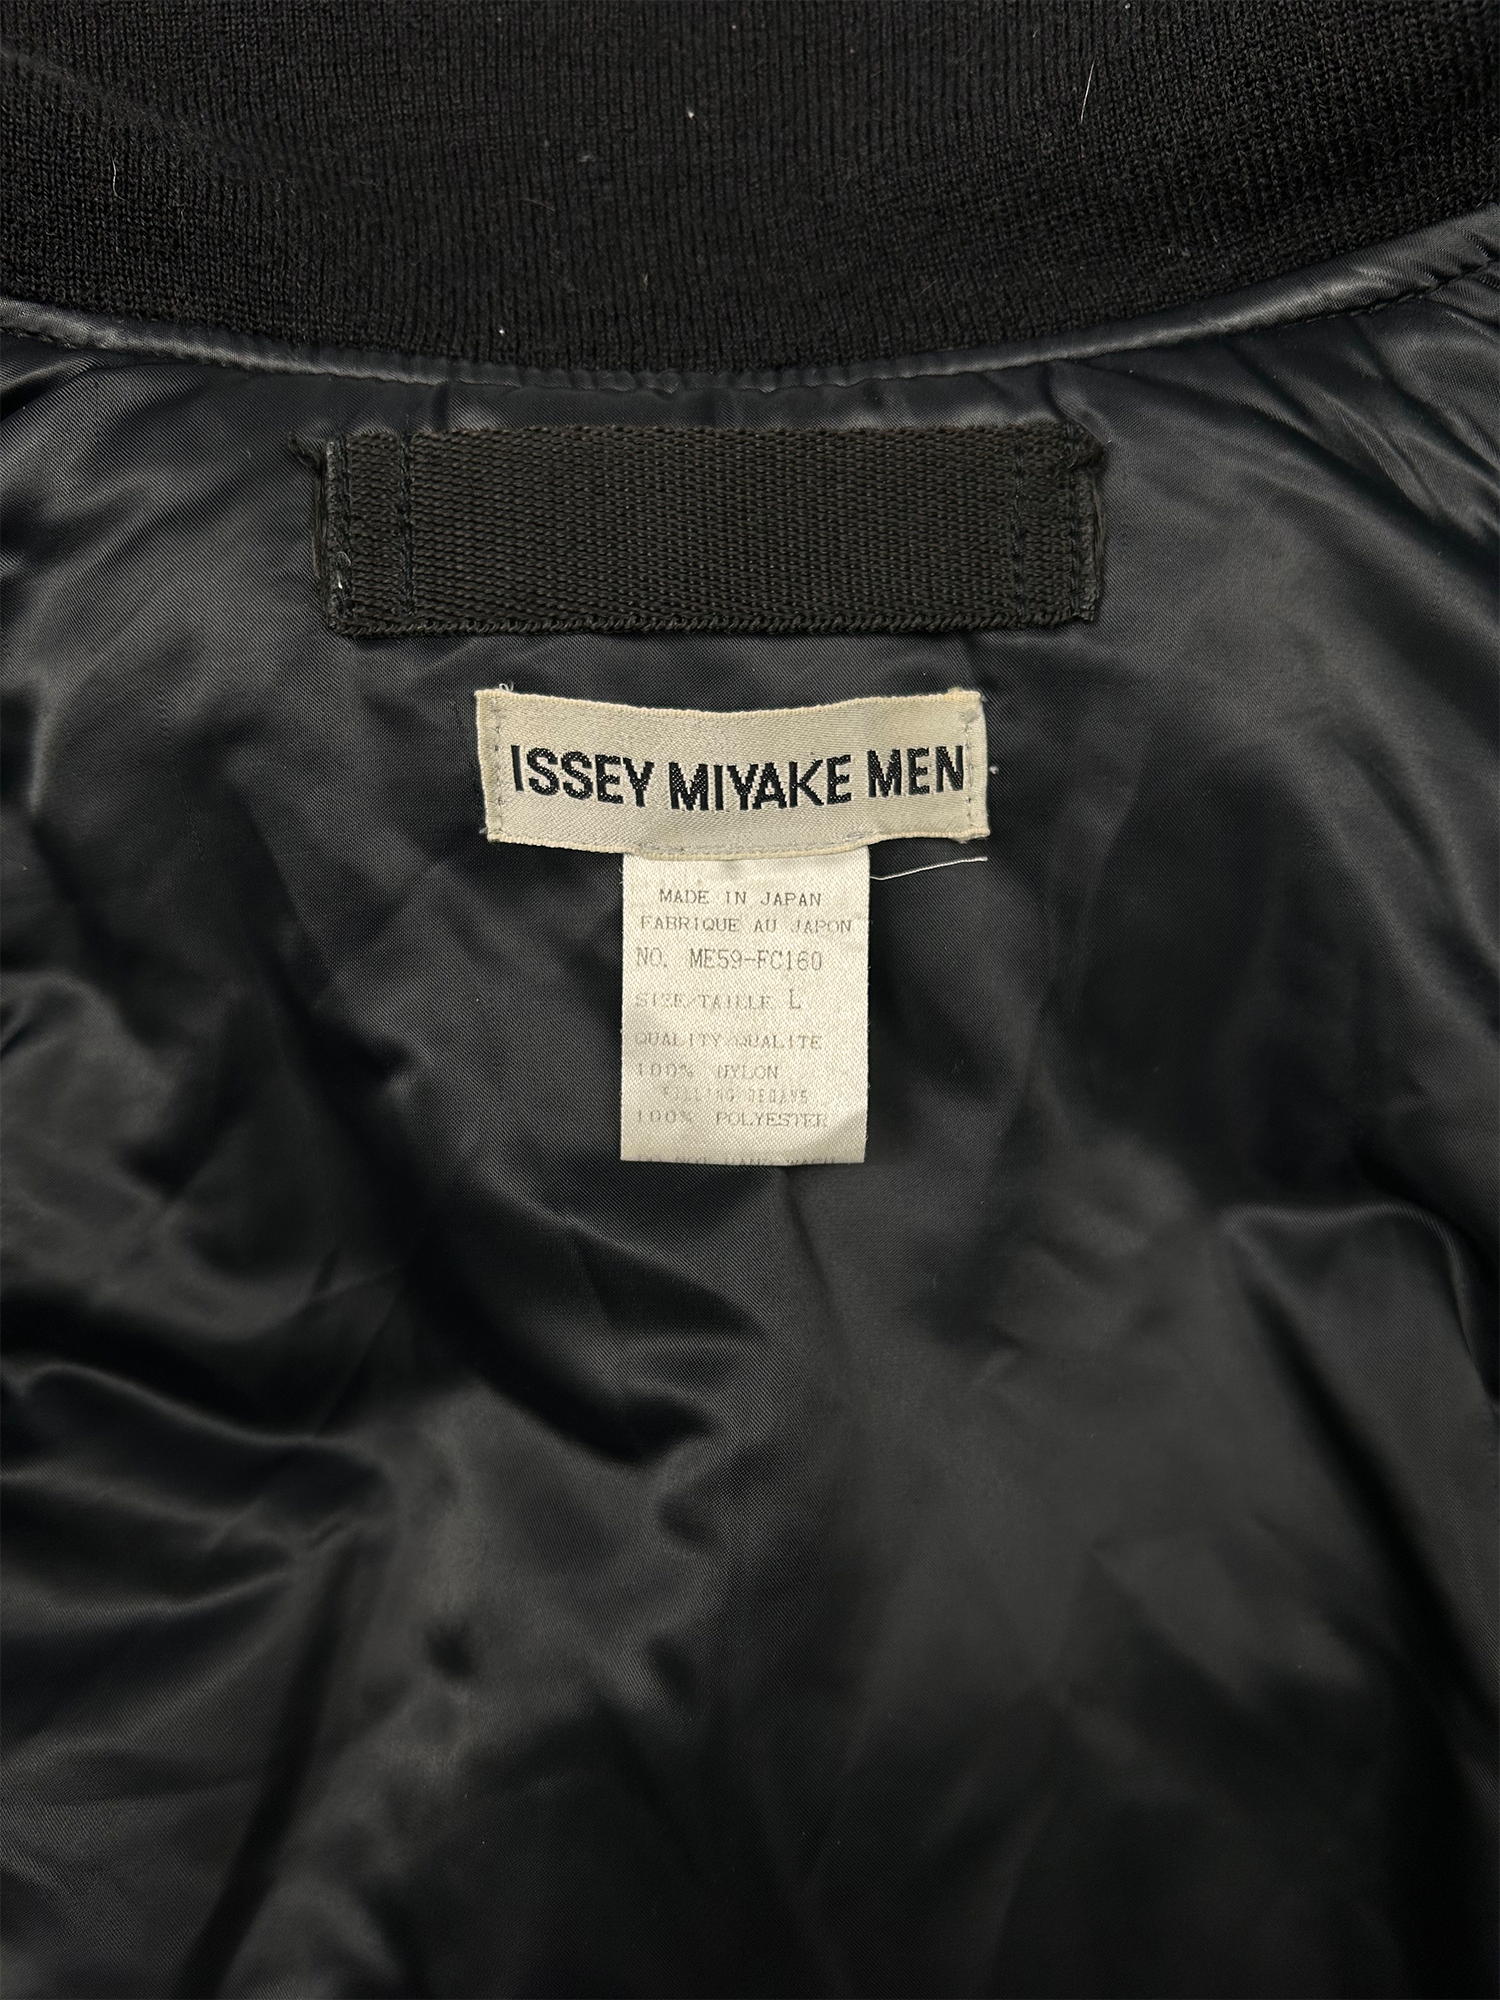 ISSEY MIYAKE MEN
MADE IN JAPAN
FABRIQUE AU JAPON
NO. ME59-FC160
SIZE/TAILLE L
QUALITY/QUALITE
100% NYLON
FILLING
100% POLYESTER